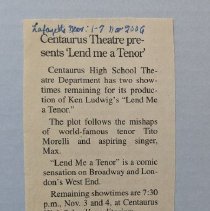 Lafayette Nov. 1-7 Nov 2006
Centaurus Theatre pre-
sents 'Lend me a Tenor'
Centaurus High School The-
atre Department has two show-
times remaining for its produc-
tion of Ken Ludwig's "Lend Me
a Tenor."
The plot follows the mishaps
of world-famous tenor Tito
Morelli and aspiring singer,
Max.
"Lend Me a Tenor" is a comic
sensation on Broadway and Lon-
don's West End.
Remaining showtimes are 7:30
p.m., Nov. 3 and 4, at Centaurus